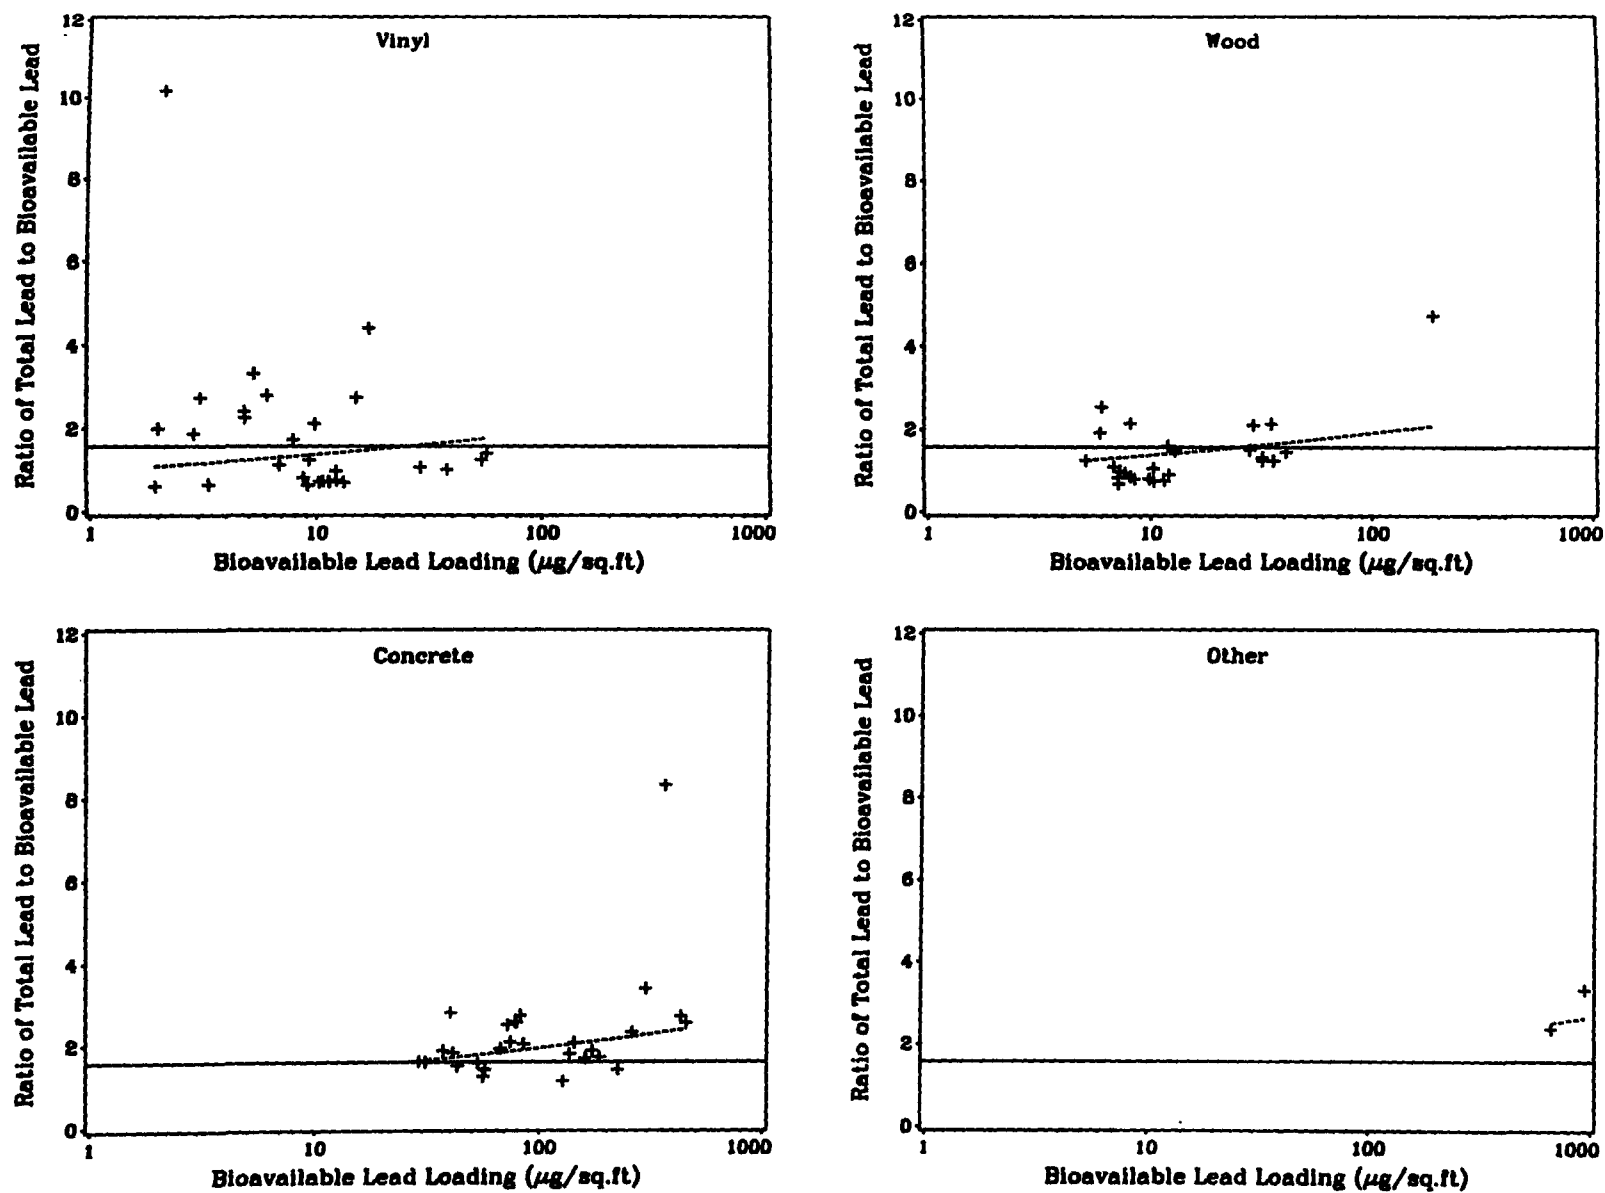 Vinyl
Ratio of Total Lead to Bioavailable Lead
12
10
8
6
4
2
0
1 10 100 1000
Bioavailable Lead Loading (μg/sq.ft)
Wood
Ratio of Total Lead to Bioavailable Lead
12
10
8
6
4
2
0
1 10 100 1000
Bioavailable Lead Loading (μg/sq.ft)
Concrete
Ratio of Total Lead to Bioavailable Lead
12
10
8
6
4
2
0
1 10 100 1000
Bioavailable Lead Loading (μg/sq.ft)
Other
Ratio of Total Lead to Bioavailable Lead
12
10
8
6
4
2
0
1 10 100 1000
Bioavailable Lead Loading (μg/sq.ft)